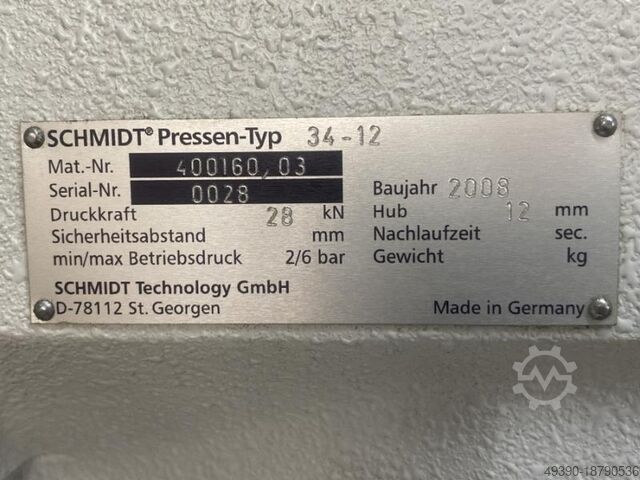 SCHMIDT® Pressen-Typ 34-12
Mat.-Nr. 400160,03
Serial-Nr. 0028 Baujahr 2008
Druckkraft 28 kN Hub 12 mm
Sicherheitsabstand mm Nachlaufzeit sec.
min/max Betriebsdruck 2/6 bar Gewicht kg
SCHMIDT Technology GmbH
D-78112 St. Georgen Made in Germany
49390-18790536